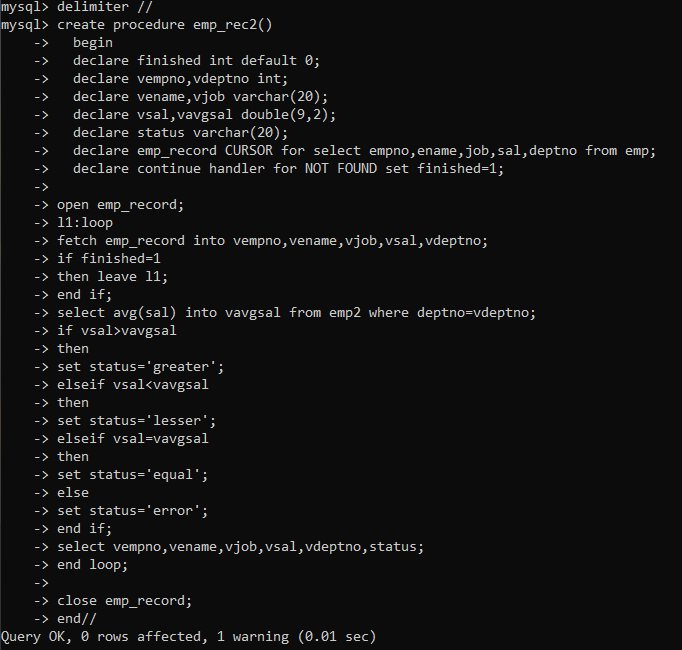 mysql> delimiter //
mysql> create procedure emp_rec2()
    ->   begin
    ->   declare finished int default 0;
    ->   declare vempno,vdeptno int;
    ->   declare vename,vjob varchar(20);
    ->   declare vsal,vavgsal double(9,2);
    ->   declare status varchar(20);
    ->   declare emp_record CURSOR for select empno,ename,job,sal,deptno from emp;
    ->   declare continue handler for NOT FOUND set finished=1;
    ->
    -> open emp_record;
    -> l1:loop
    -> fetch emp_record into vempno,vename,vjob,vsal,vdeptno;
    -> if finished=1
    -> then leave l1;
    -> end if;
    -> select avg(sal) into vavgsal from emp2 where deptno=vdeptno;
    -> if vsal>vavgsal
    -> then
    -> set status='greater';
    -> elseif vsal<vavgsal
    -> then
    -> set status='lesser';
    -> elseif vsal=vavgsal
    -> then
    -> set status='equal';
    -> else
    -> set status='error';
    -> end if;
    -> select vempno,vename,vjob,vsal,vdeptno,status;
    -> end loop;
    ->
    -> close emp_record;
    -> end//
Query OK, 0 rows affected, 1 warning (0.01 sec)